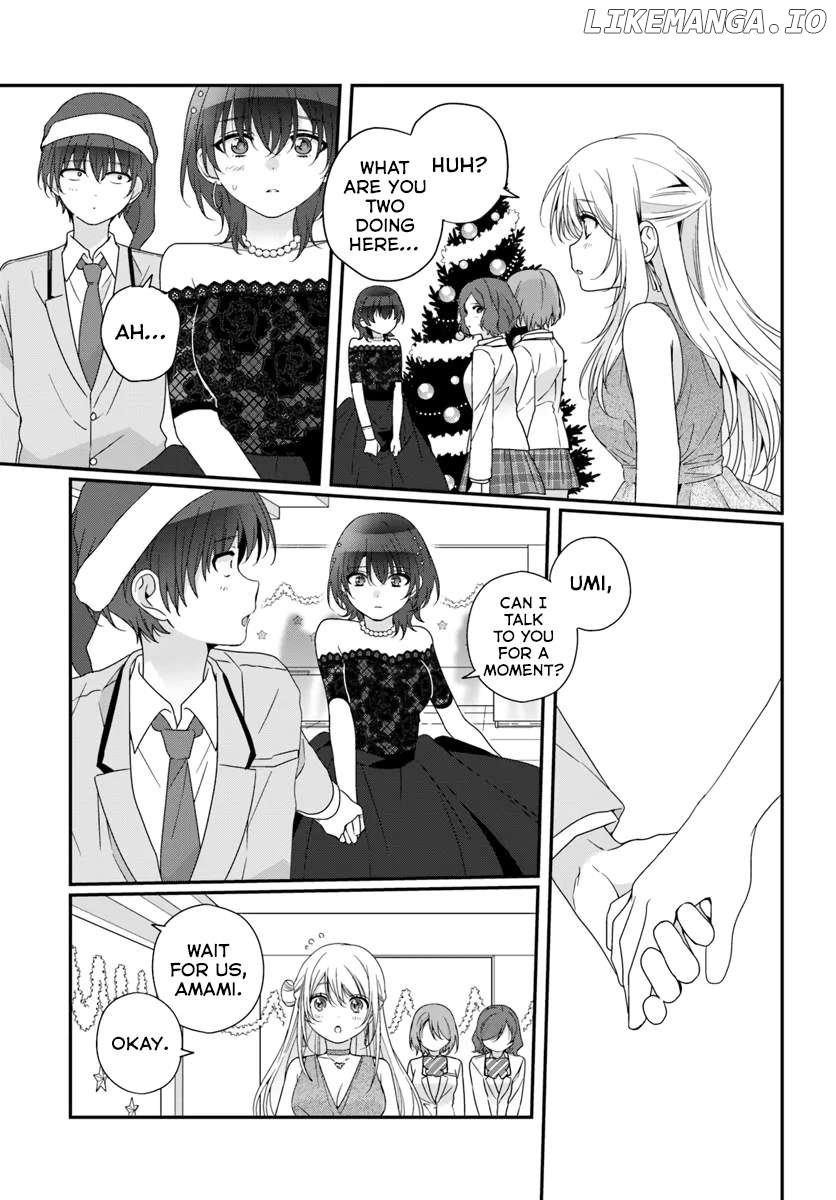 LIKEMANGA.IO
HUH?
WHAT
ARE YOU
TWO
DOING
HERE...
AH...
UMI,
CAN I
TALK
TO YOU
FOR A
MOMENT?
WAIT
FOR US,
AMAMI.
OKAY.